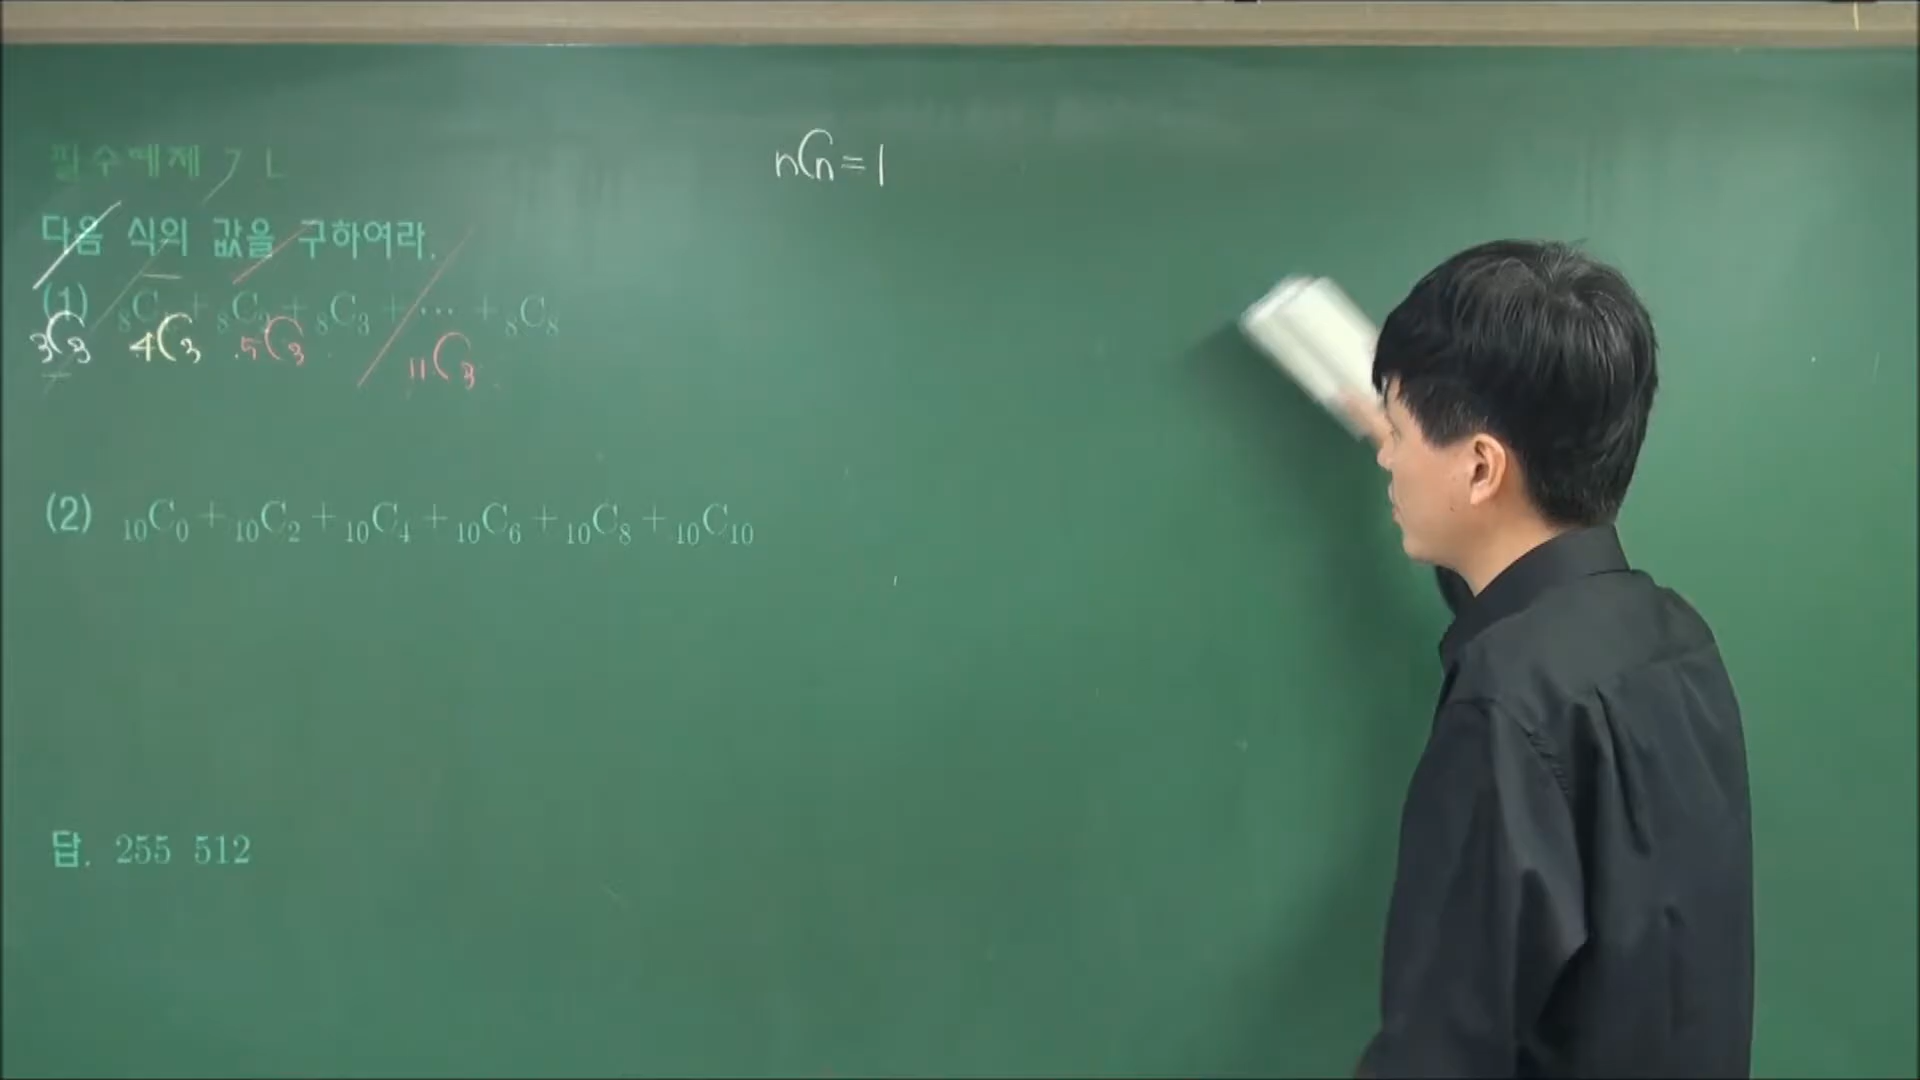 필수예제 7
nCn=1
다음 식의 값을 구하여라.
(1) ₈C + ₈C₂ + ₈C₃ + ⋯ + ₈C₈
3C3 4C3 5C3 11C3
(2) ₁₀C₀ + ₁₀C₂ + ₁₀C₄ + ₁₀C₆ + ₁₀C₈ + ₁₀C₁₀
답. 255 512